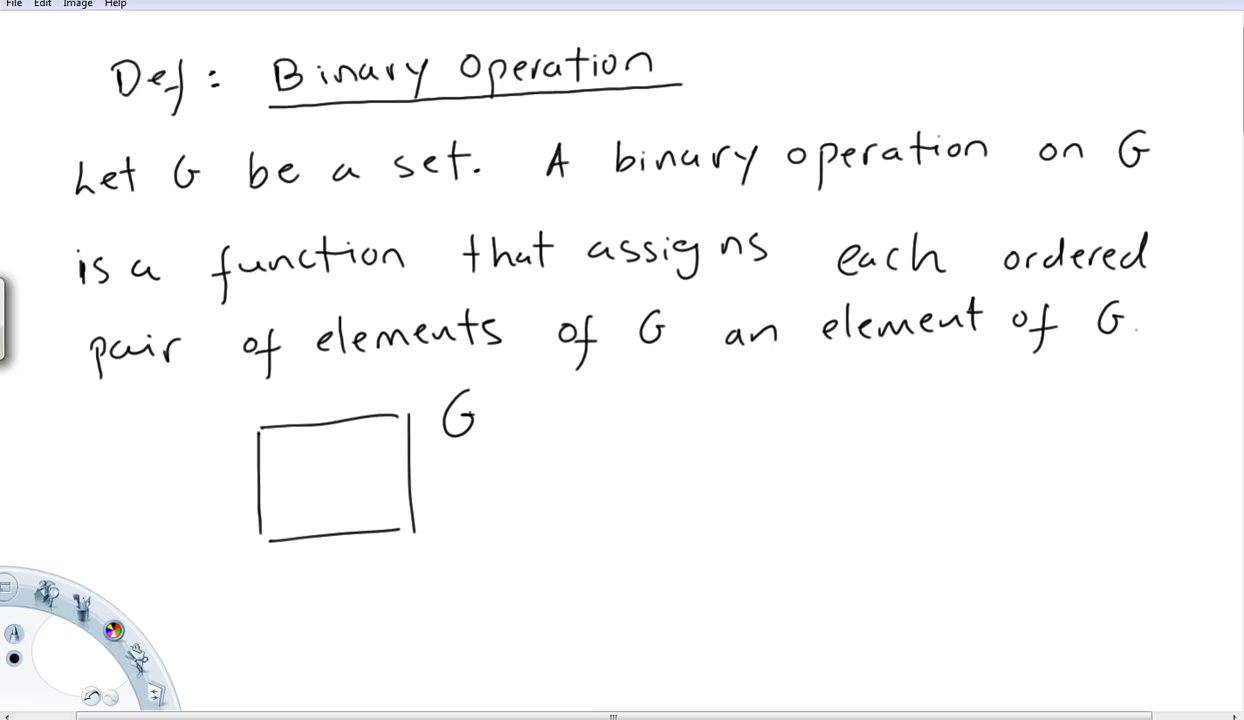 File Edit Image Help
Def: Binary Operation
Let G be a set. A binary operation on G
is a function that assigns each ordered
pair of elements of G an element of G.
G